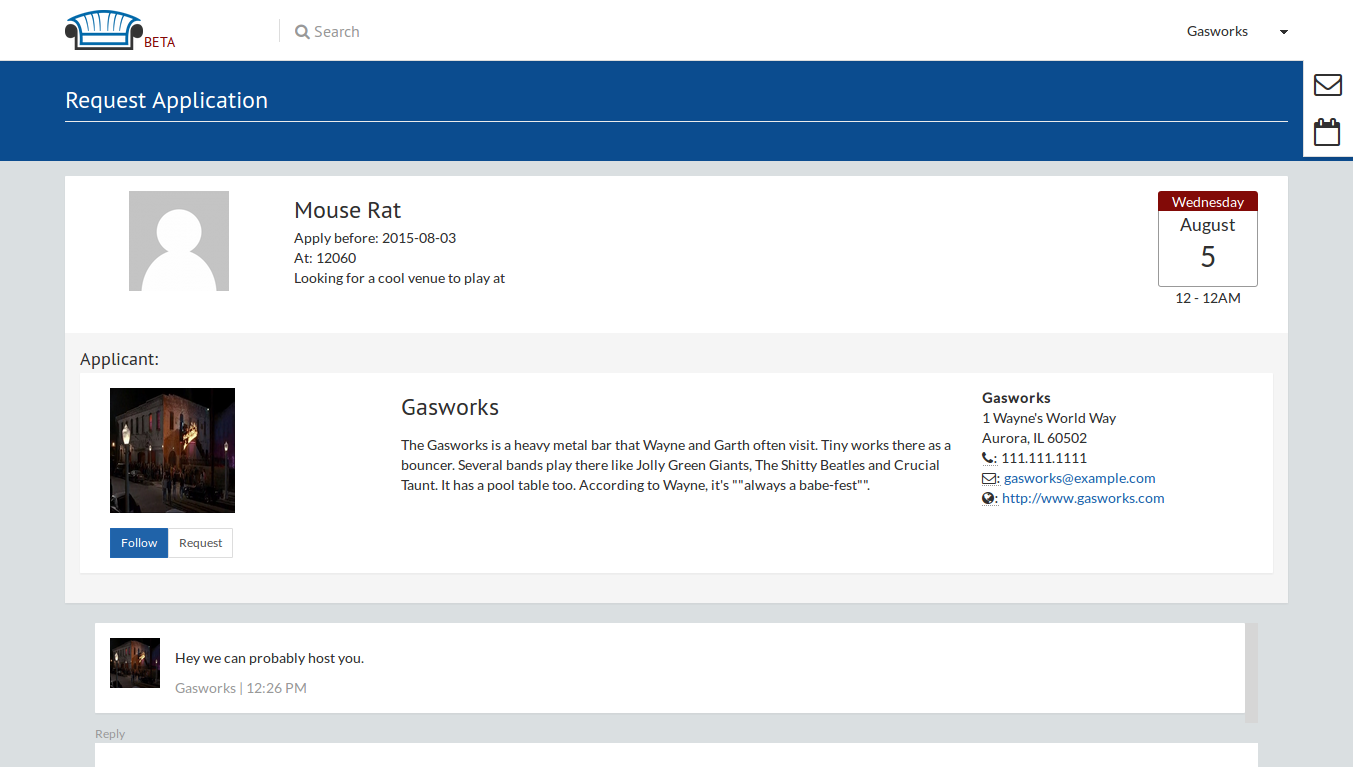 BETA
Search
Gasworks
Request Application
Mouse Rat
Apply before: 2015-08-03
At: 12060
Looking for a cool venue to play at
Wednesday
August
5
12 - 12AM
Applicant:
Gasworks
The Gasworks is a heavy metal bar that Wayne and Garth often visit. Tiny works there as a
bouncer. Several bands play there like Jolly Green Giants, The Shitty Beatles and Crucial
Taunt. It has a pool table too. According to Wayne, it's ""always a babe-fest"".
Gasworks
1 Wayne's World Way
Aurora, IL 60502
: 111.111.1111
: gasworks@example.com
: http://www.gasworks.com
Follow
Request
Hey we can probably host you.
Gasworks | 12:26 PM
Reply